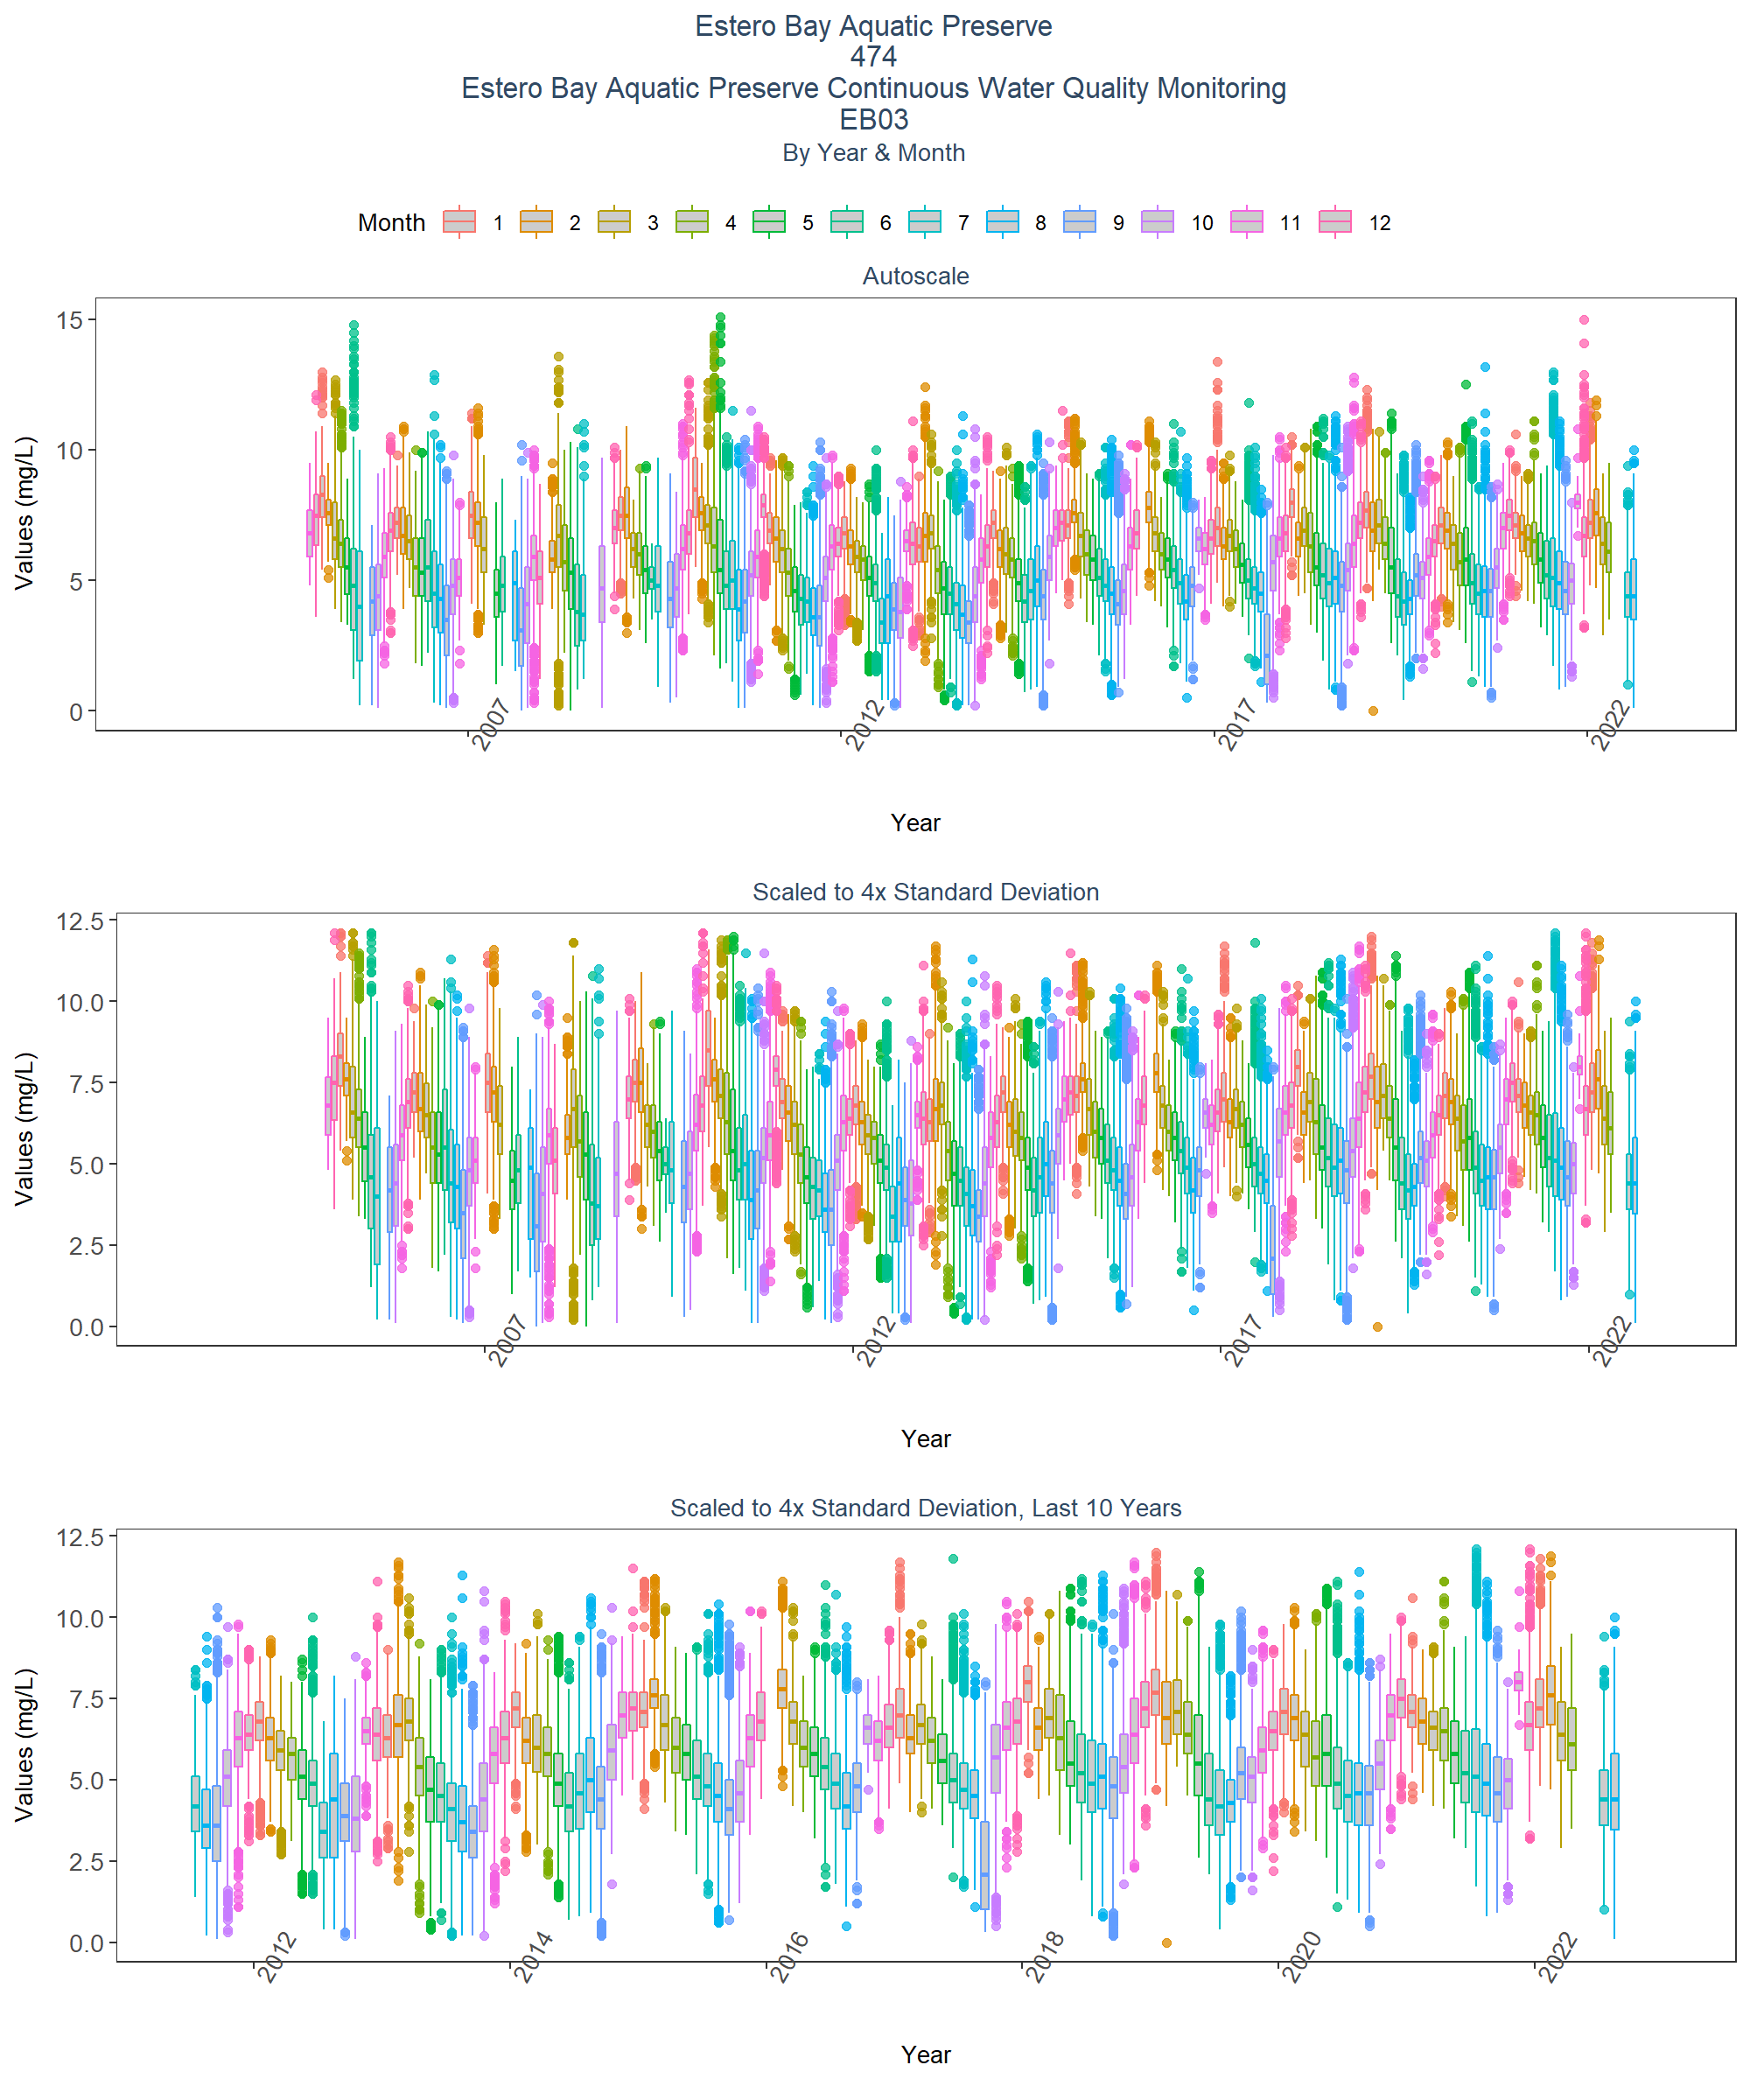 Estero Bay Aquatic Preserve
474
Estero Bay Aquatic Preserve Continuous Water Quality Monitoring
EB03
By Year & Month
Month 1 2 3 4 5 6 7 8 9 10 11 12
Autoscale
Values (mg/L)
15
10
5
0
2007 2012 2017 2022
Year
Scaled to 4x Standard Deviation
Values (mg/L)
12.5
10.0
7.5
5.0
2.5
0.0
2007 2012 2017 2022
Year
Scaled to 4x Standard Deviation, Last 10 Years
Values (mg/L)
12.5
10.0
7.5
5.0
2.5
0.0
2012 2014 2016 2018 2020 2022
Year